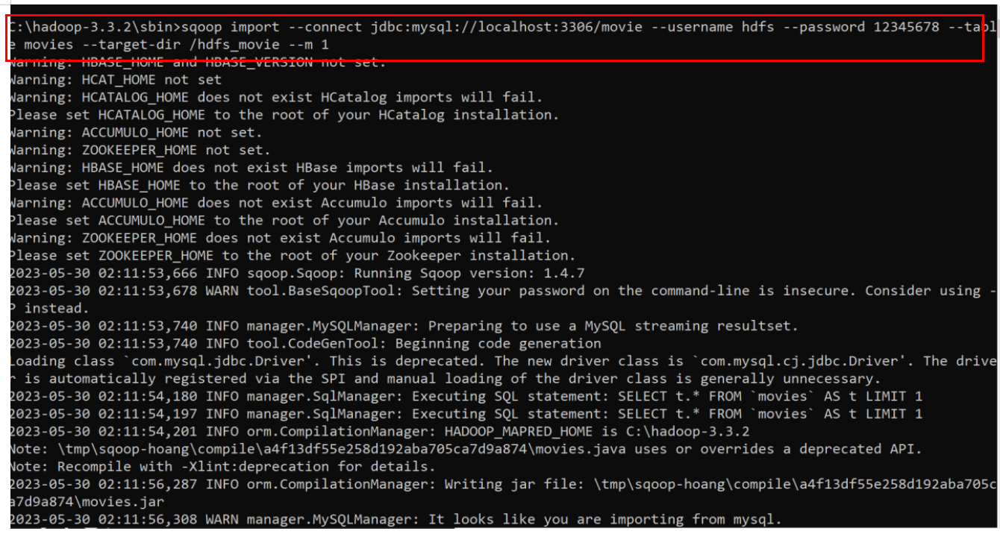 C:\hadoop-3.3.2\sbin>sqoop import --connect jdbc:mysql://localhost:3306/movie --username hdfs --password 12345678 --tabl
e movies --target-dir /hdfs_movie --m 1
Warning: HBASE_HOME and HBASE_VERSION not set.
Warning: HCAT_HOME not set
Warning: HCATALOG_HOME does not exist HCatalog imports will fail.
Please set HCATALOG_HOME to the root of your HCatalog installation.
Warning: ACCUMULO_HOME not set.
Warning: ZOOKEEPER_HOME not set.
Warning: HBASE_HOME does not exist HBase imports will fail.
Please set HBASE_HOME to the root of your HBase installation.
Warning: ACCUMULO_HOME does not exist Accumulo imports will fail.
Please set ACCUMULO_HOME to the root of your Accumulo installation.
Warning: ZOOKEEPER_HOME does not exist Accumulo imports will fail.
Please set ZOOKEEPER_HOME to the root of your Zookeeper installation.
2023-05-30 02:11:53,666 INFO sqoop.Sqoop: Running Sqoop version: 1.4.7
2023-05-30 02:11:53,678 WARN tool.BaseSqoopTool: Setting your password on the command-line is insecure. Consider using -
P instead.
2023-05-30 02:11:53,740 INFO manager.MySQLManager: Preparing to use a MySQL streaming resultset.
2023-05-30 02:11:53,740 INFO tool.CodeGenTool: Beginning code generation
Loading class `com.mysql.jdbc.Driver'. This is deprecated. The new driver class is `com.mysql.cj.jdbc.Driver'. The drive
r is automatically registered via the SPI and manual loading of the driver class is generally unnecessary.
2023-05-30 02:11:54,180 INFO manager.SqlManager: Executing SQL statement: SELECT t.* FROM `movies` AS t LIMIT 1
2023-05-30 02:11:54,197 INFO manager.SqlManager: Executing SQL statement: SELECT t.* FROM `movies` AS t LIMIT 1
2023-05-30 02:11:54,201 INFO orm.CompilationManager: HADOOP_MAPRED_HOME is C:\hadoop-3.3.2
Note: \tmp\sqoop-hoang\compile\a4f13df55e258d192aba705ca7d9a874\movies.java uses or overrides a deprecated API.
Note: Recompile with -Xlint:deprecation for details.
2023-05-30 02:11:56,287 INFO orm.CompilationManager: Writing jar file: \tmp\sqoop-hoang\compile\a4f13df55e258d192aba705c
a7d9a874\movies.jar
2023-05-30 02:11:56,308 WARN manager.MySQLManager: It looks like you are importing from mysql.